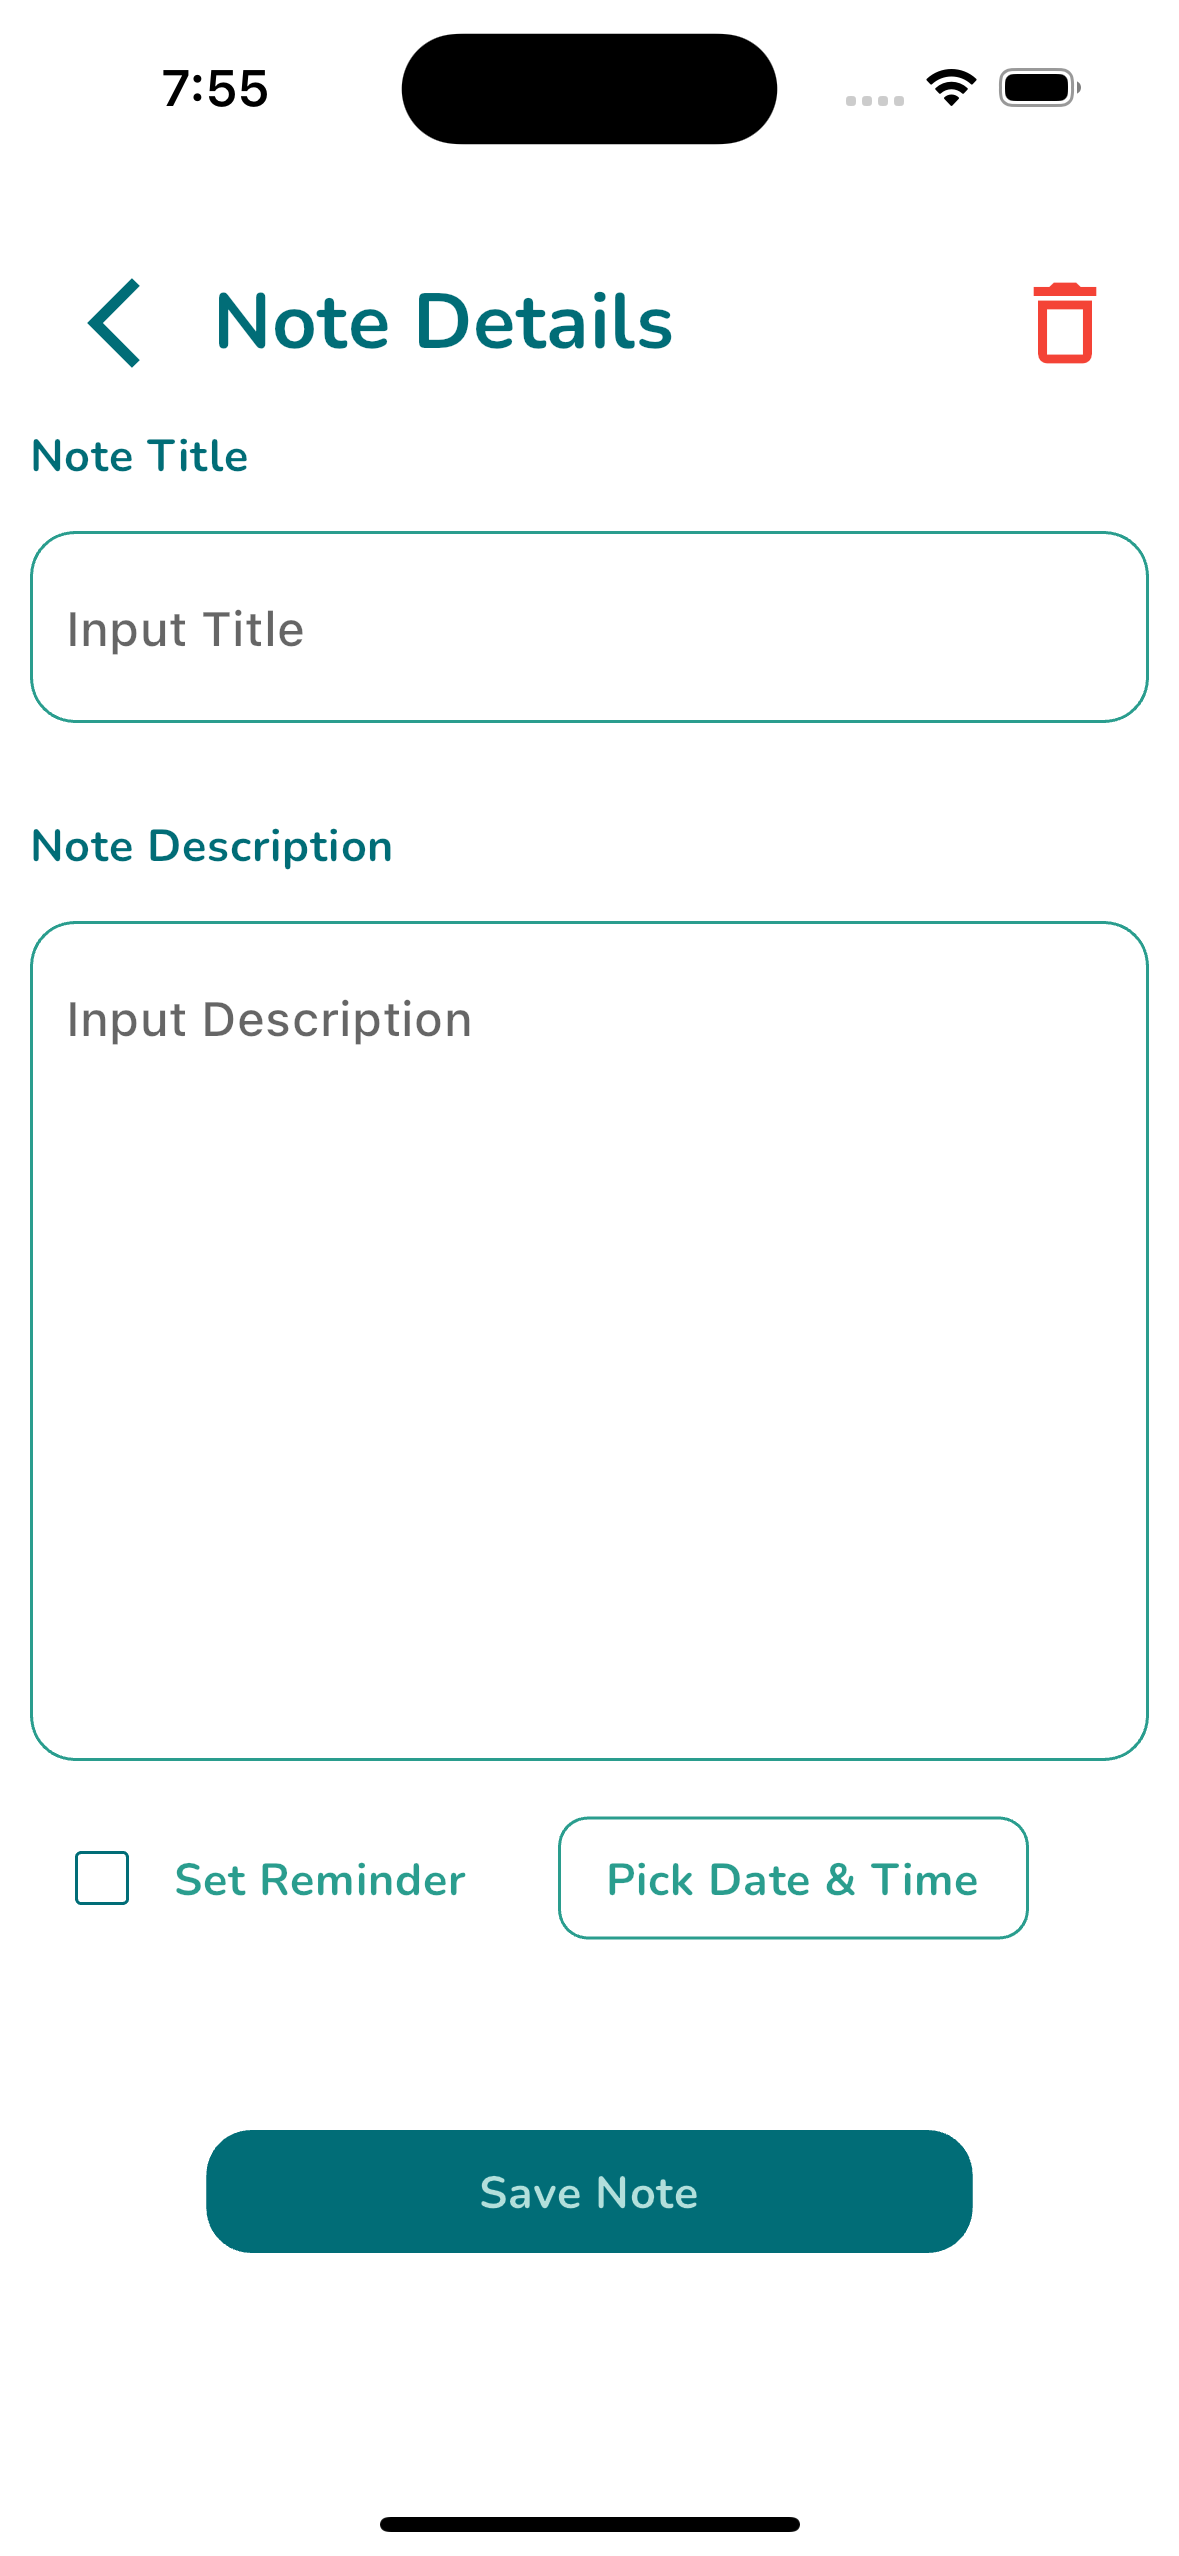 7:55
Note Details
Note Title
Input Title
Note Description
Input Description
Set Reminder
Pick Date & Time
Save Note